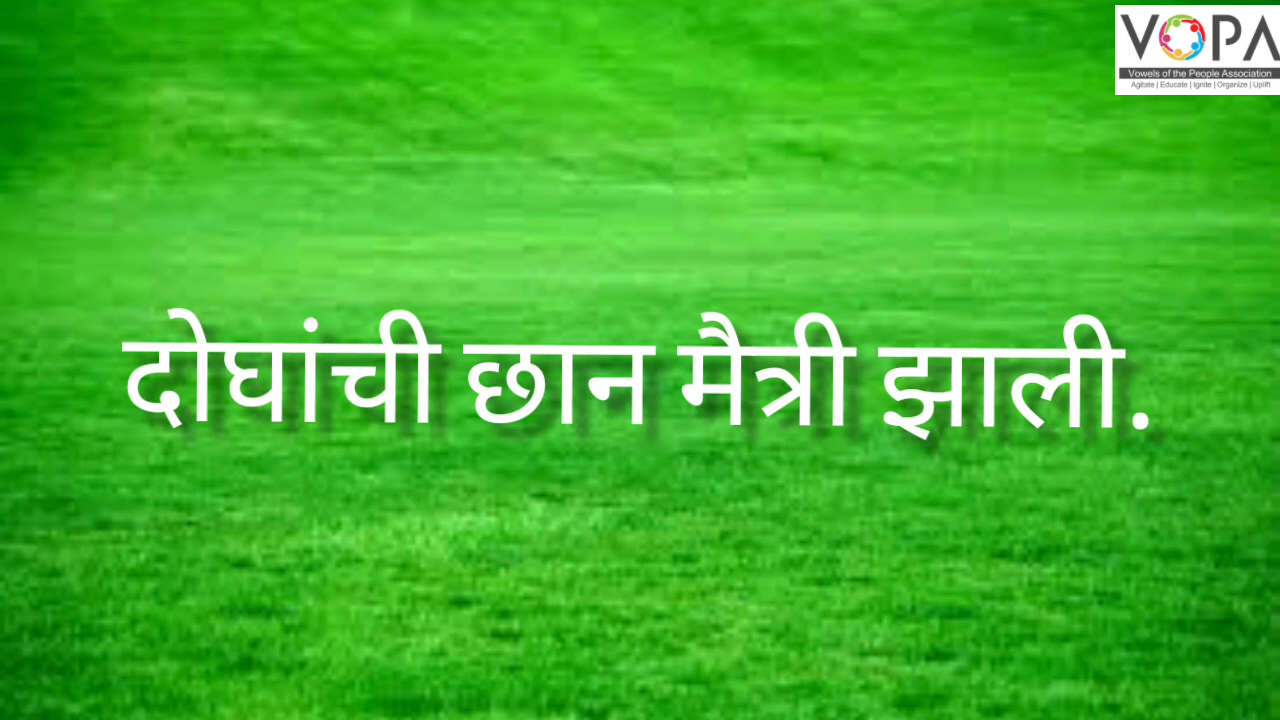 VOPA
Vowels of the People Association
Agitate | Educate | Ignite | Organize | Uplift
दोघांची छान मैत्री झाली.